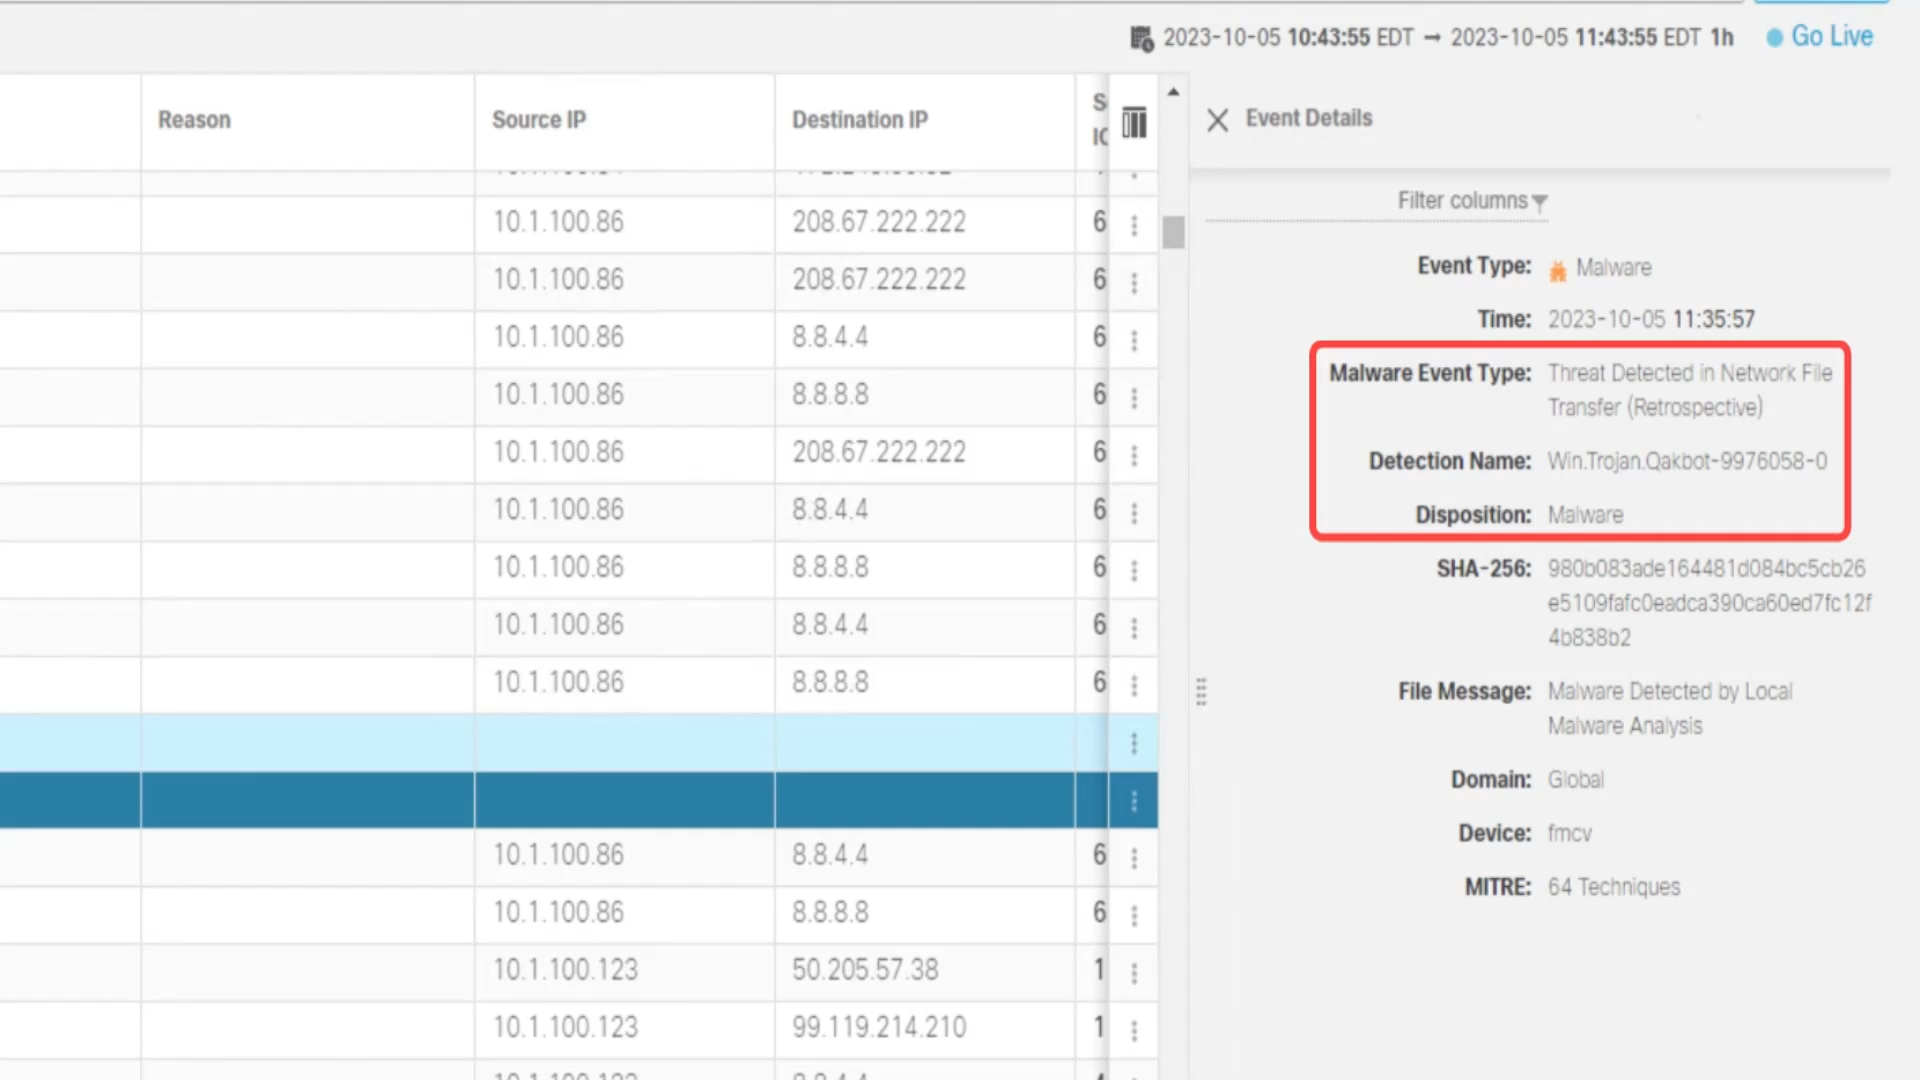 2023-10-05 10:43:55 EDT → 2023-10-05 11:43:55 EDT 1h
Go Live
Reason
Source IP
Destination IP
10.1.100.86 208.67.222.222 6
10.1.100.86 208.67.222.222 6
10.1.100.86 8.8.4.4 6
10.1.100.86 8.8.8.8 6
10.1.100.86 208.67.222.222 6
10.1.100.86 8.8.4.4 6
10.1.100.86 8.8.8.8 6
10.1.100.86 8.8.4.4 6
10.1.100.86 8.8.8.8 6
10.1.100.86 8.8.4.4 6
10.1.100.86 8.8.8.8 6
10.1.100.123 50.205.57.38 1
10.1.100.123 99.119.214.210 1
Event Details
Filter columns
Event Type: Malware
Time: 2023-10-05 11:35:57
Malware Event Type: Threat Detected in Network File
Transfer (Retrospective)
Detection Name: Win.Trojan.Qakbot-9976058-0
Disposition: Malware
SHA-256: 980b083ade164481d084bc5cb26
e5109fafc0eadca390ca60ed7fc12f
4b838b2
File Message: Malware Detected by Local
Malware Analysis
Domain: Global
Device: fmcv
MITRE: 64 Techniques